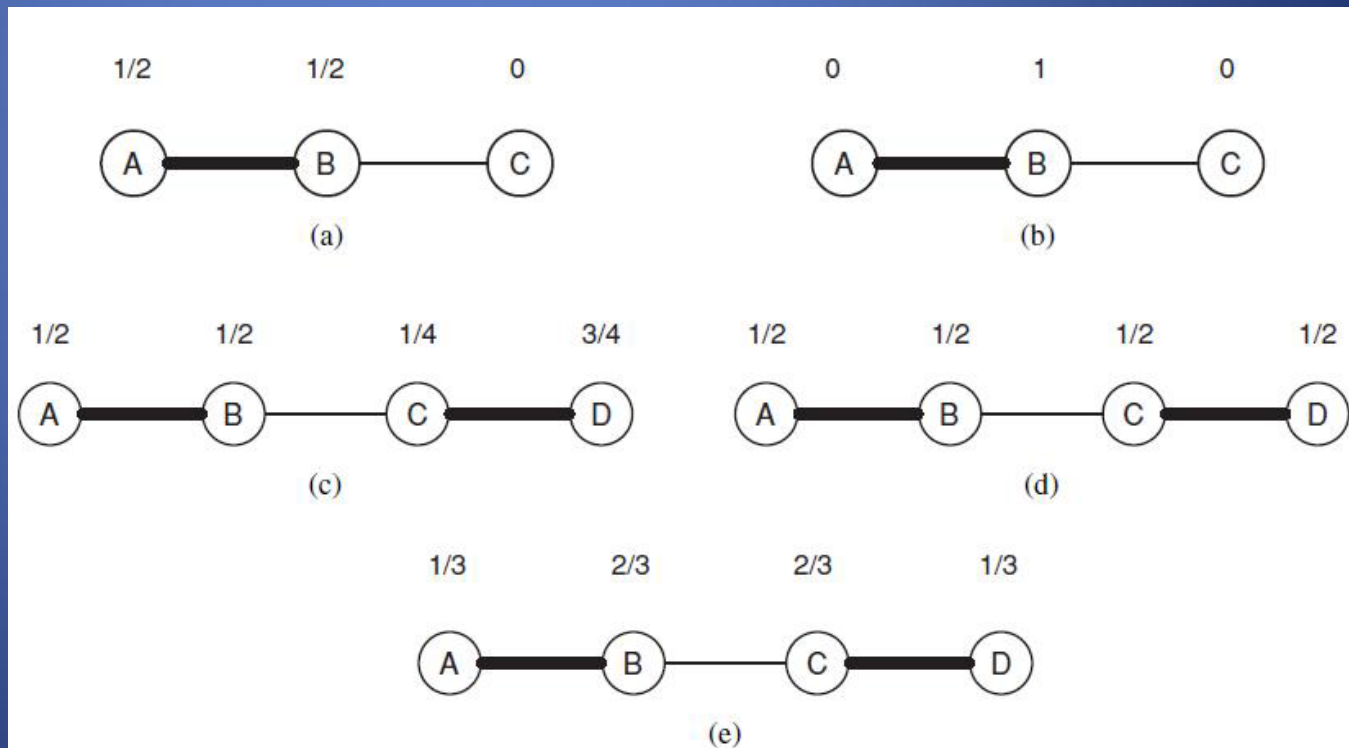 1/2 1/2 0
A B C
(a)
0 1 0
A B C
(b)
1/2 1/2 1/4 3/4
A B C D
(c)
1/2 1/2 1/2 1/2
A B C D
(d)
1/3 2/3 2/3 1/3
A B C D
(e)